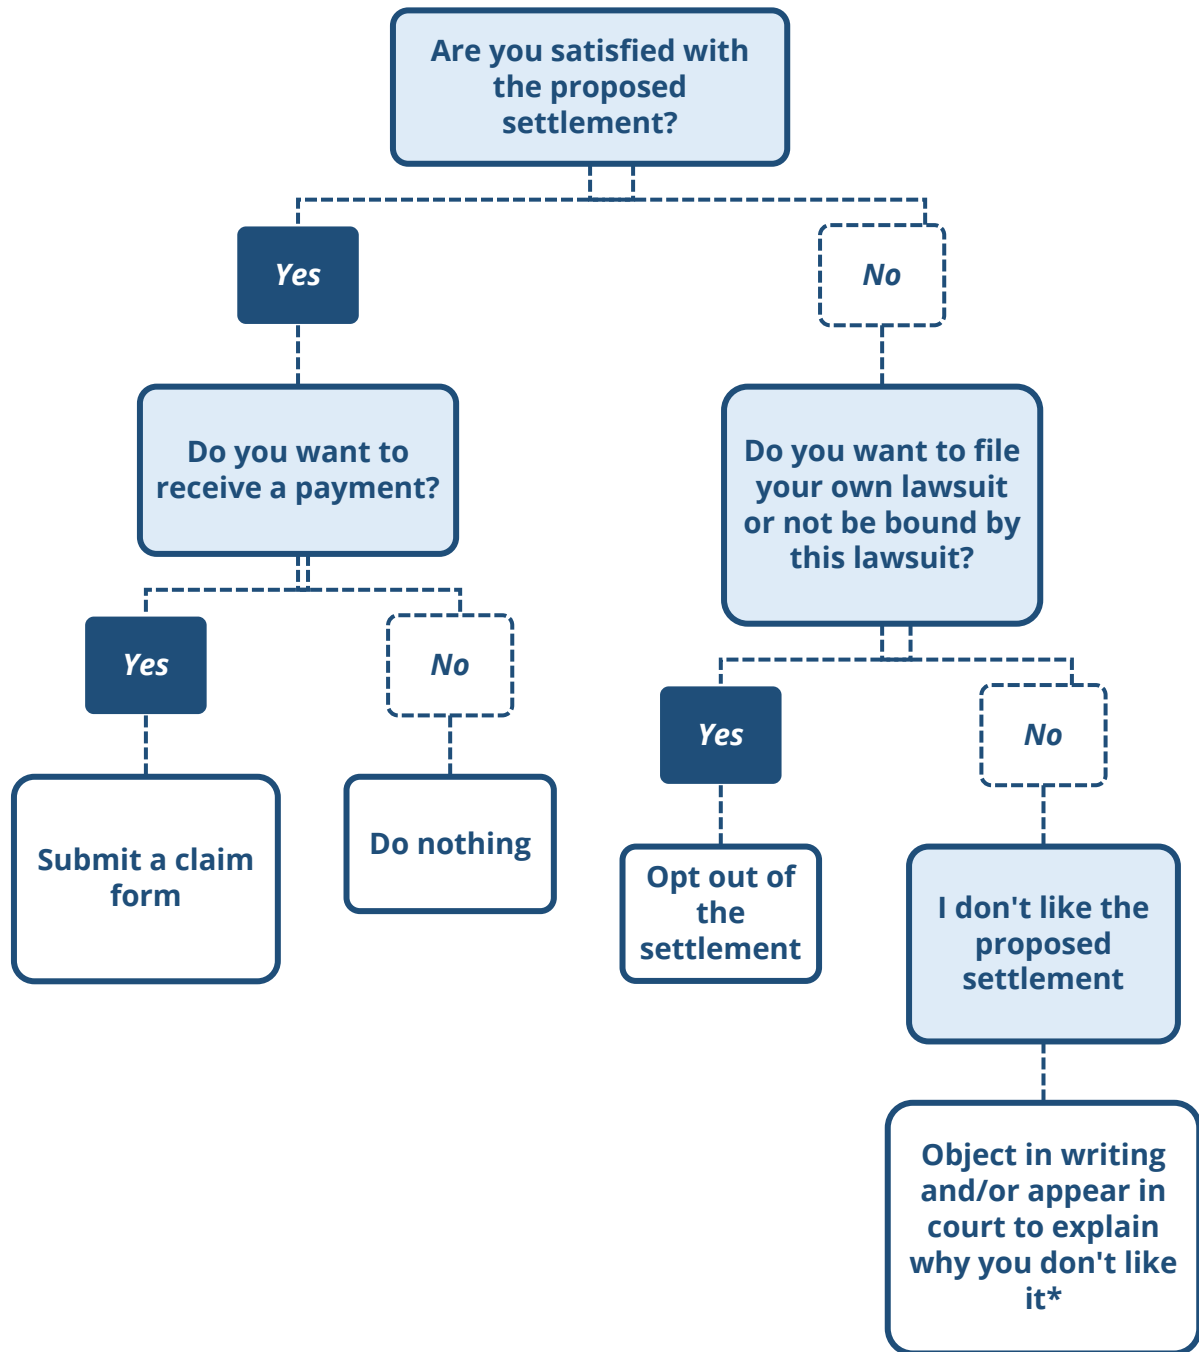 Are you satisfied with
the proposed
settlement?
Yes
No
Do you want to
receive a payment?
Do you want to file
your own lawsuit
or not be bound by
this lawsuit?
Yes
No
Yes
No
Submit a claim
form
Do nothing
Opt out of
the
settlement
I don't like the
proposed
settlement
Object in writing
and/or appear in
court to explain
why you don't like
it*